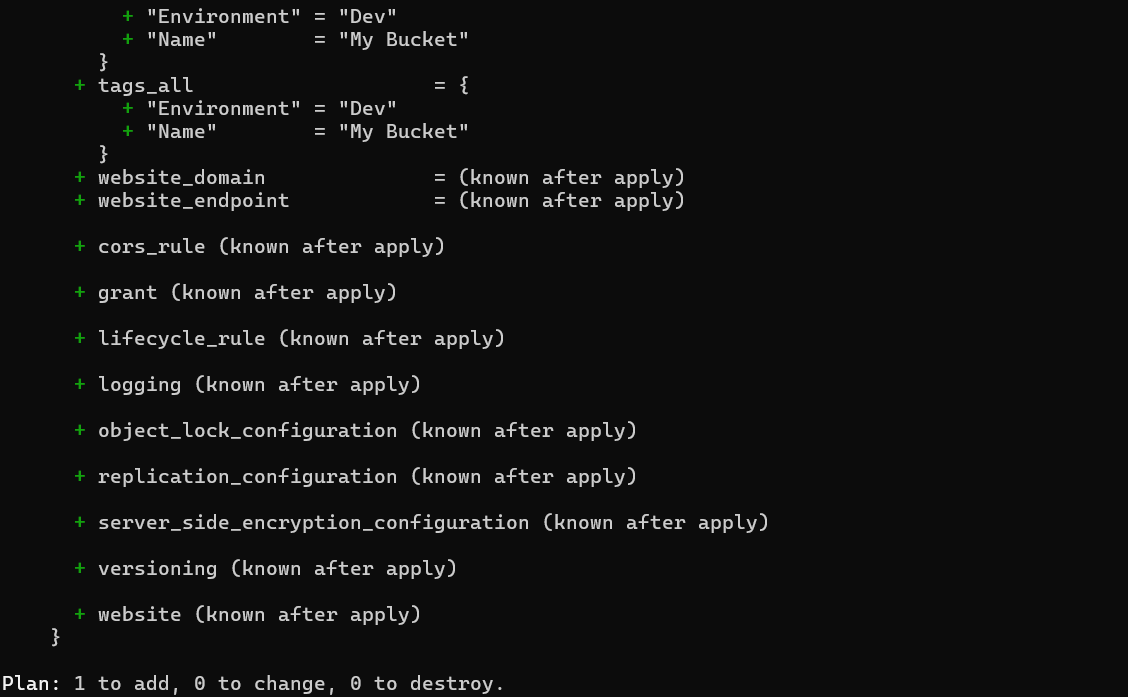 + "Environment" = "Dev"
          + "Name"        = "My Bucket"
        }
      + tags_all                    = {
          + "Environment" = "Dev"
          + "Name"        = "My Bucket"
        }
      + website_domain              = (known after apply)
      + website_endpoint            = (known after apply)

      + cors_rule (known after apply)

      + grant (known after apply)

      + lifecycle_rule (known after apply)

      + logging (known after apply)

      + object_lock_configuration (known after apply)

      + replication_configuration (known after apply)

      + server_side_encryption_configuration (known after apply)

      + versioning (known after apply)

      + website (known after apply)
    }

Plan: 1 to add, 0 to change, 0 to destroy.